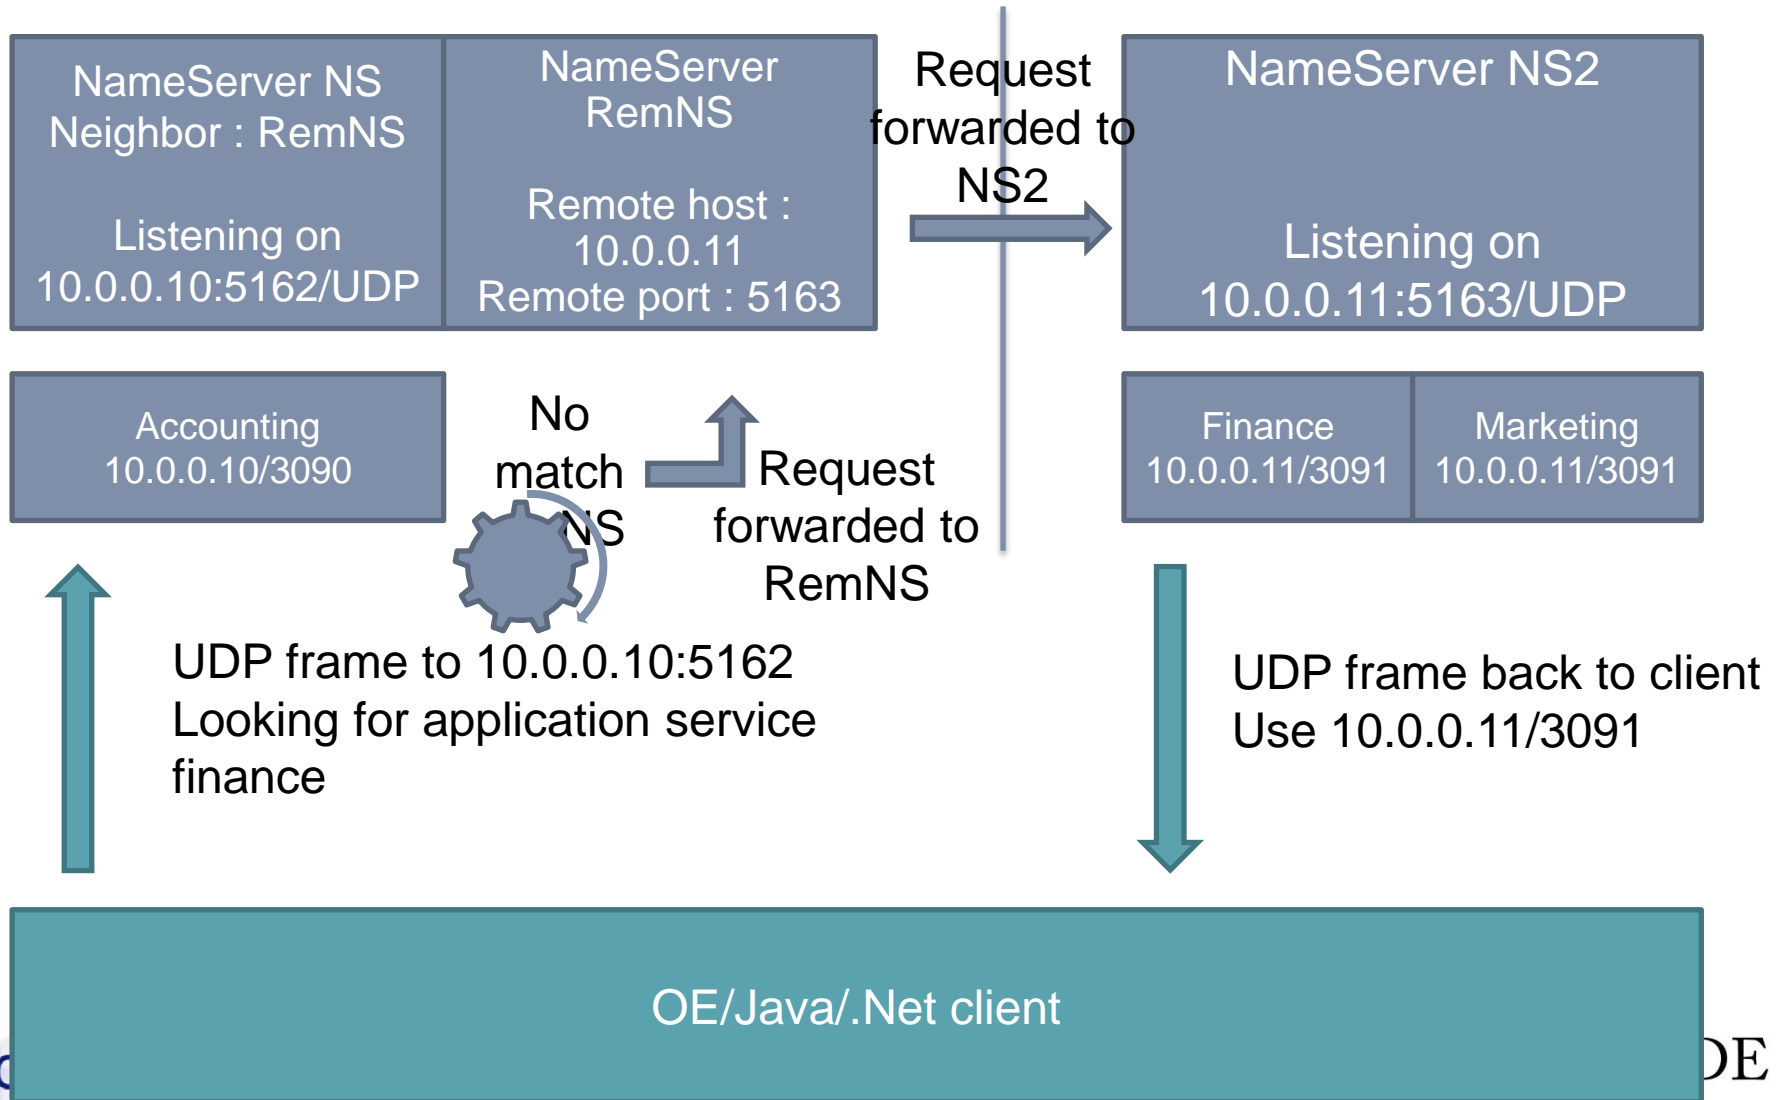 NameServer NS
Neighbor : RemNS
Listening on
10.0.0.10:5162/UDP
NameServer
RemNS
Remote host :
10.0.0.11
Remote port : 5163
Request
forwarded to
NS2
NameServer NS2
Listening on
10.0.0.11:5163/UDP
Accounting
10.0.0.10/3090
No
match
NS
Request
forwarded to
RemNS
Finance
10.0.0.11/3091
Marketing
10.0.0.11/3091
UDP frame to 10.0.0.10:5162
Looking for application service
finance
UDP frame back to client
Use 10.0.0.11/3091
OE/Java/.Net client